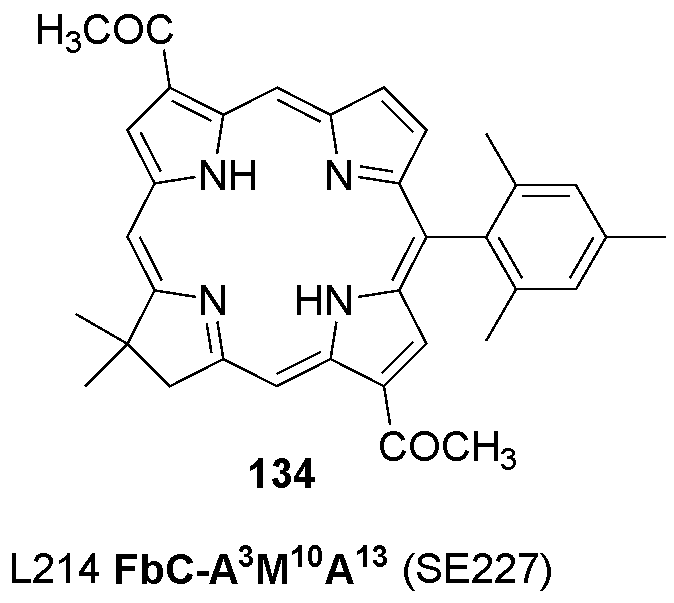 H₃COC
NH N
N HN
COCH₃
134
L214 FbC-A³M¹⁰A¹³ (SE227)